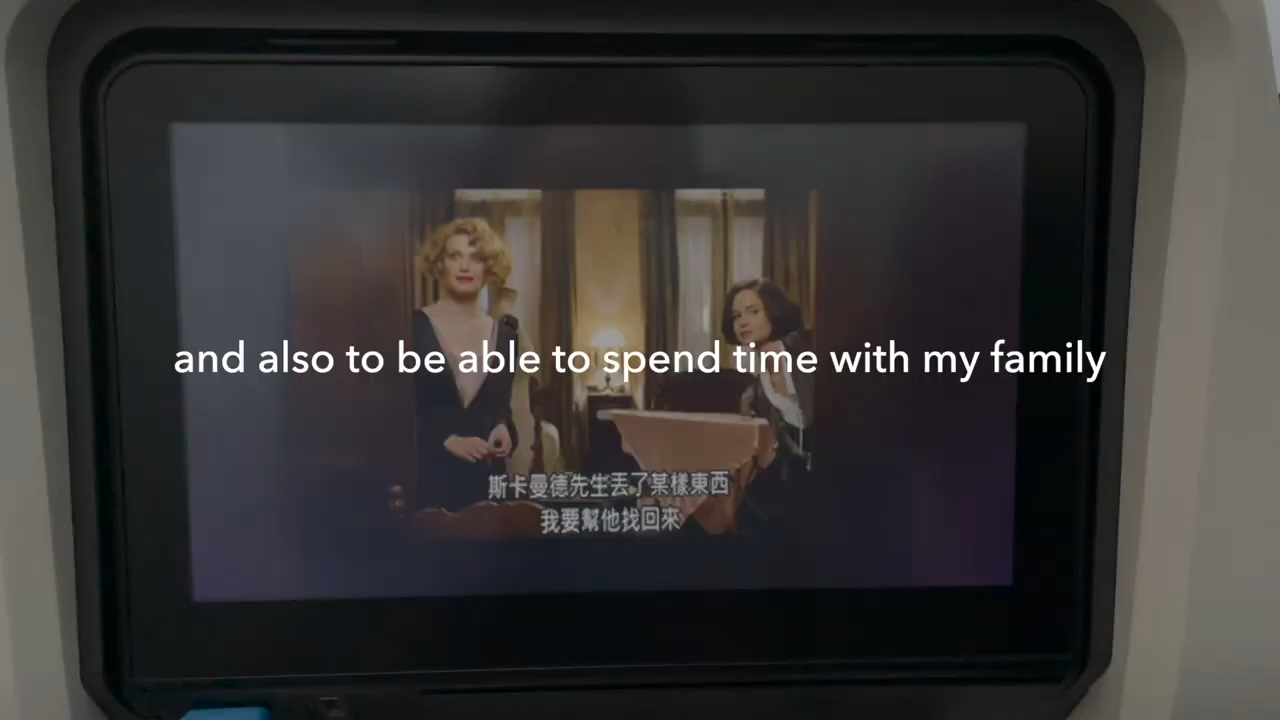 and also to be able to spend time with my family
斯卡曼德先生丟了某樣東西
我要幫他找回來